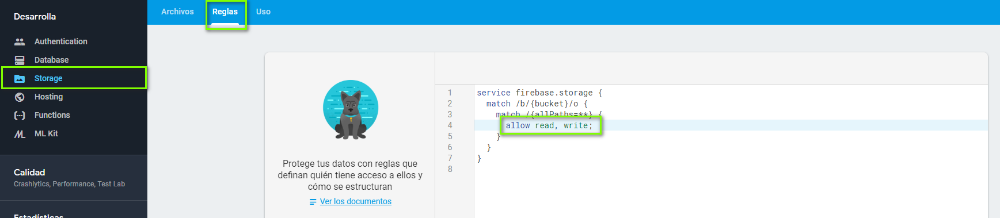 Desarrolla
Authentication
Database
Storage
Hosting
Functions
ML Kit
Calidad
Crashlytics, Performance, Test Lab
Estadísticas
Archivos Reglas Uso
Protege tus datos con reglas que
definan quién tiene acceso a ellos y
cómo se estructuran
Ver los documentos
1 service firebase.storage {
2 match /b/{bucket}/o {
3 match /{allPaths=**} {
4 allow read, write;
5 }
6 }
7 }
8